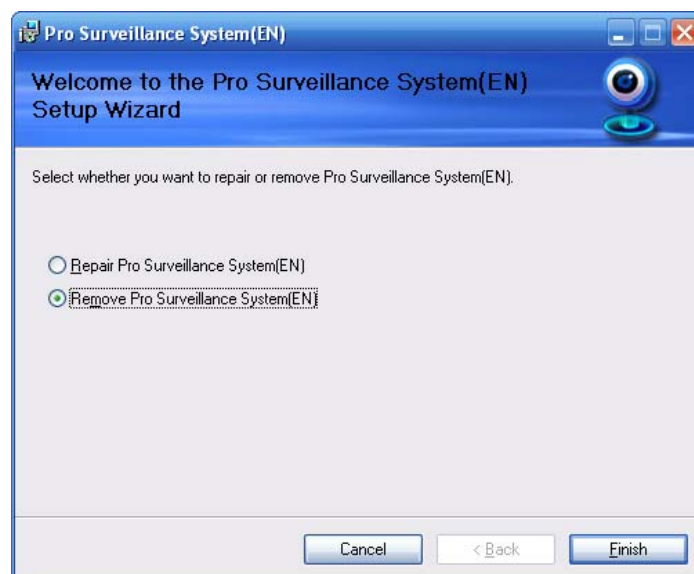 Pro Surveillance System(EN)
Welcome to the Pro Surveillance System(EN)
Setup Wizard
Select whether you want to repair or remove Pro Surveillance System(EN).
Repair Pro Surveillance System(EN)
Remove Pro Surveillance System(EN)
Cancel
< Back
Finish